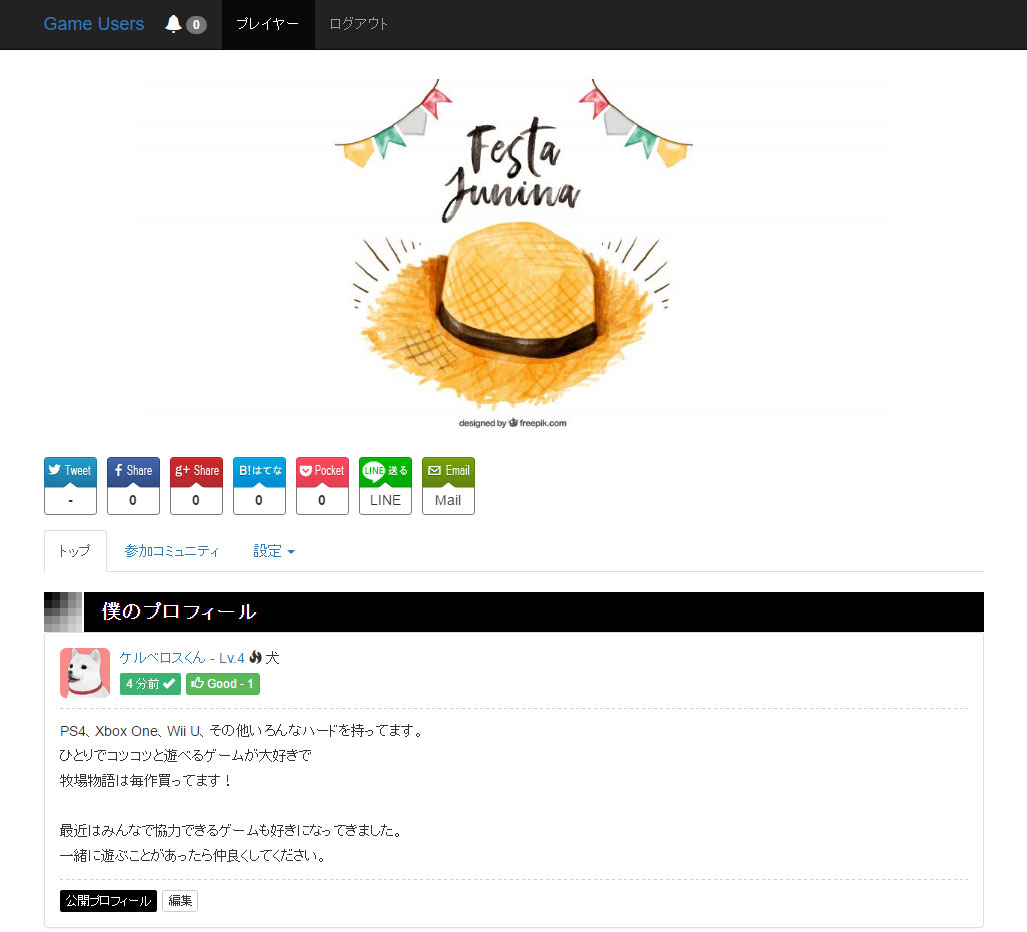 Game Users 0 プレイヤー ログアウト
Festa
Junina
designed by freepik.com
Tweet Share g+ Share B!はてな Pocket LINE 送る Email
- 0 0 0 0 LINE Mail
トップ 参加コミュニティ 設定
僕のプロフィール
ケルベロスくん - Lv.4 犬
4 分前 Good - 1
PS4、Xbox One、Wii U、その他いろんなハードを持ってます。
ひとりでコツコツと遊べるゲームが大好きで
牧場物語は毎作買ってます！
最近はみんなで協力できるゲームも好きになってきました。
一緒に遊ぶことがあったら仲良くしてください。
公開プロフィール 編集